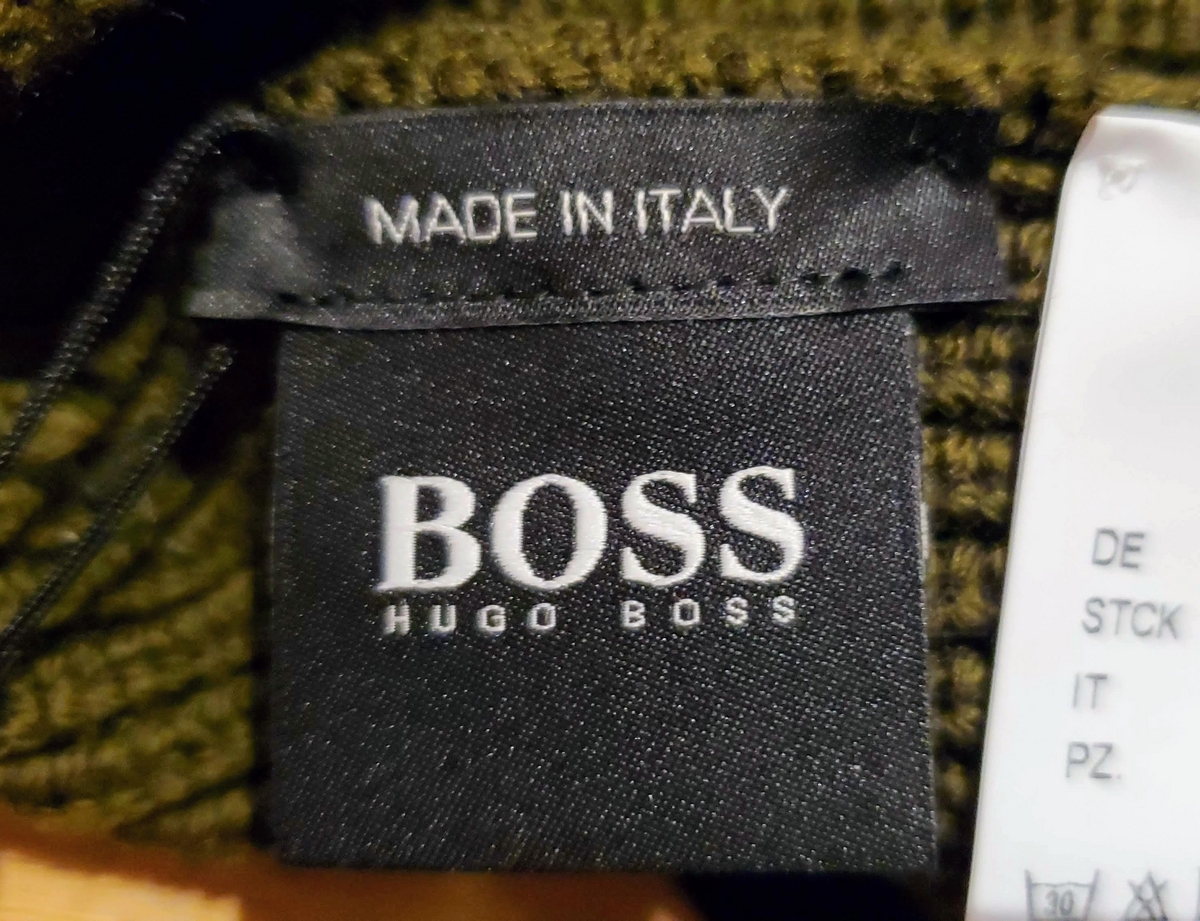 MADE IN ITALY
BOSS
HUGO BOSS
DE
STCK
IT
PZ.
30